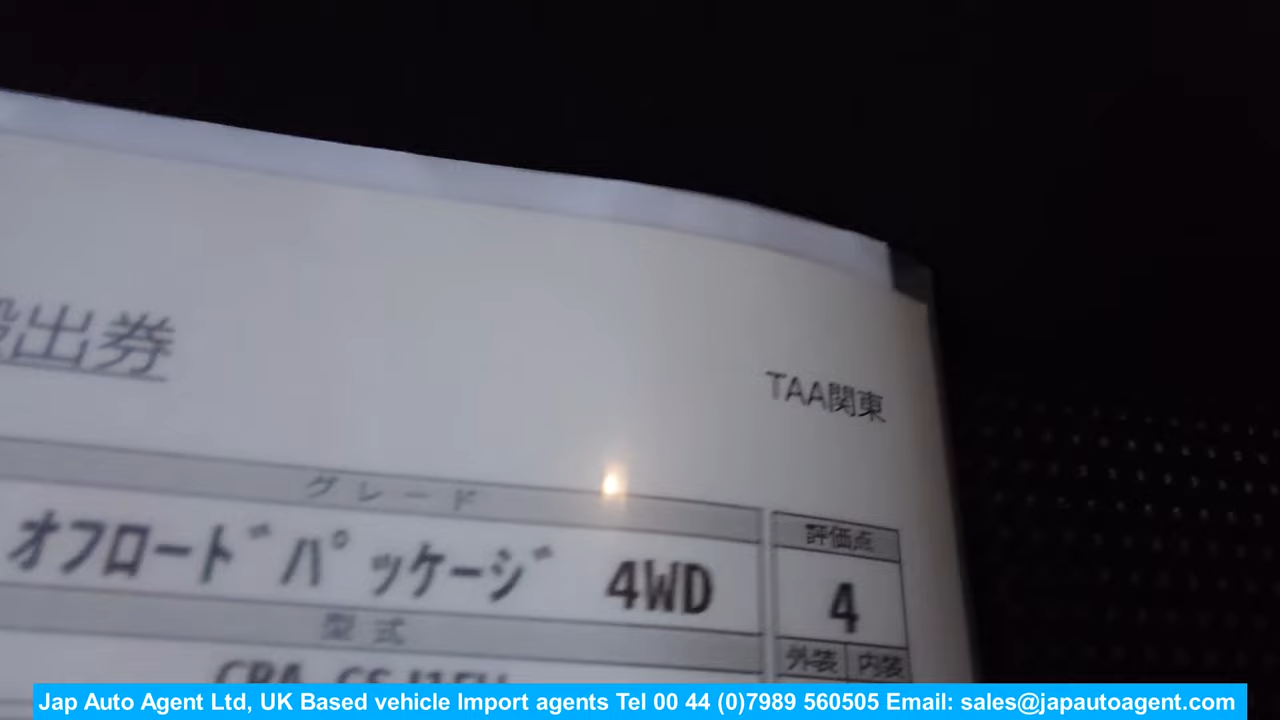 出券
TAA関東
グレード
評価点
オフロードパッケージ 4WD
4
型式
外装 内装
Jap Auto Agent Ltd, UK Based vehicle Import agents Tel 00 44 (0)7989 560505 Email: sales@japautoagent.com